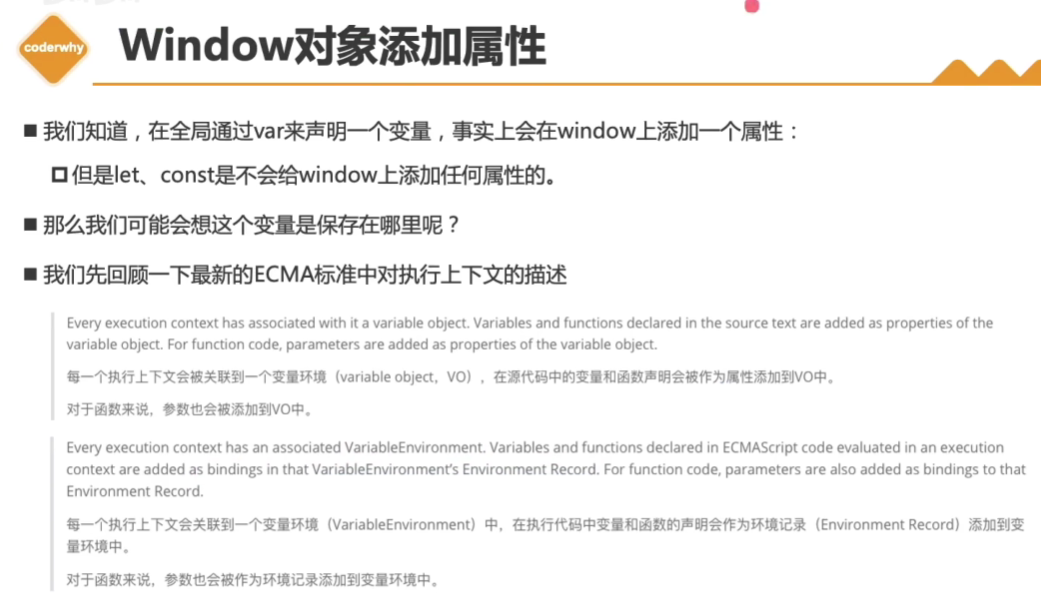 coderwhy
Window对象添加属性
■ 我们知道，在全局通过var来声明一个变量，事实上会在window上添加一个属性：
但是let、const是不会给window上添加任何属性的。
■ 那么我们可能会想这个变量是保存在哪里呢？
■ 我们先回顾一下最新的ECMA标准中对执行上下文的描述
Every execution context has associated with it a variable object. Variables and functions declared in the source text are added as properties of the
variable object. For function code, parameters are added as properties of the variable object.
每一个执行上下文会被关联到一个变量环境（variable object，VO），在源代码中的变量和函数声明会被作为属性添加到VO中。
对于函数来说，参数也会被添加到VO中。
Every execution context has an associated VariableEnvironment. Variables and functions declared in ECMAScript code evaluated in an execution
context are added as bindings in that VariableEnvironment's Environment Record. For function code, parameters are also added as bindings to that
Environment Record.
每一个执行上下文会关联到一个变量环境（VariableEnvironment）中，在执行代码中变量和函数的声明会作为环境记录（Environment Record）添加到变
量环境中。
对于函数来说，参数也会被作为环境记录添加到变量环境中。